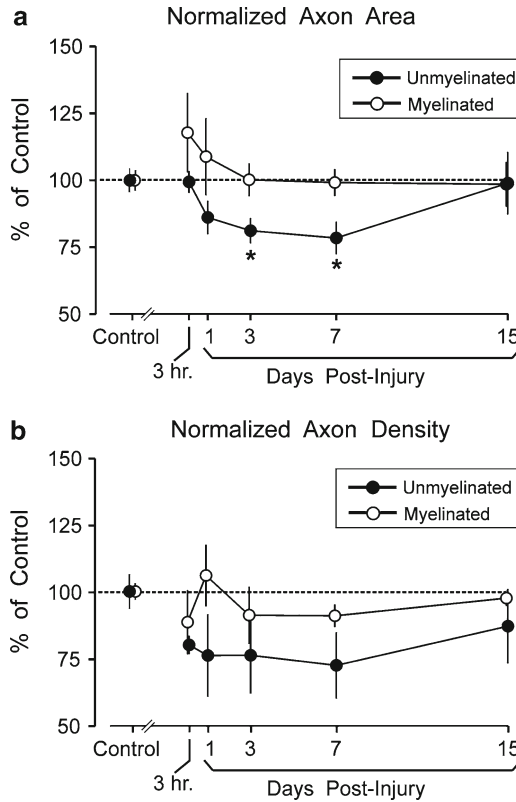 a Normalized Axon Area
150
Unmyelinated
Myelinated
125
100
75
50
% of Control
* *
Control 1 3 7 15
3 hr. Days Post-Injury
b Normalized Axon Density
150
Unmyelinated
Myelinated
125
100
75
50
% of Control
Control 1 3 7 15
3 hr. Days Post-Injury